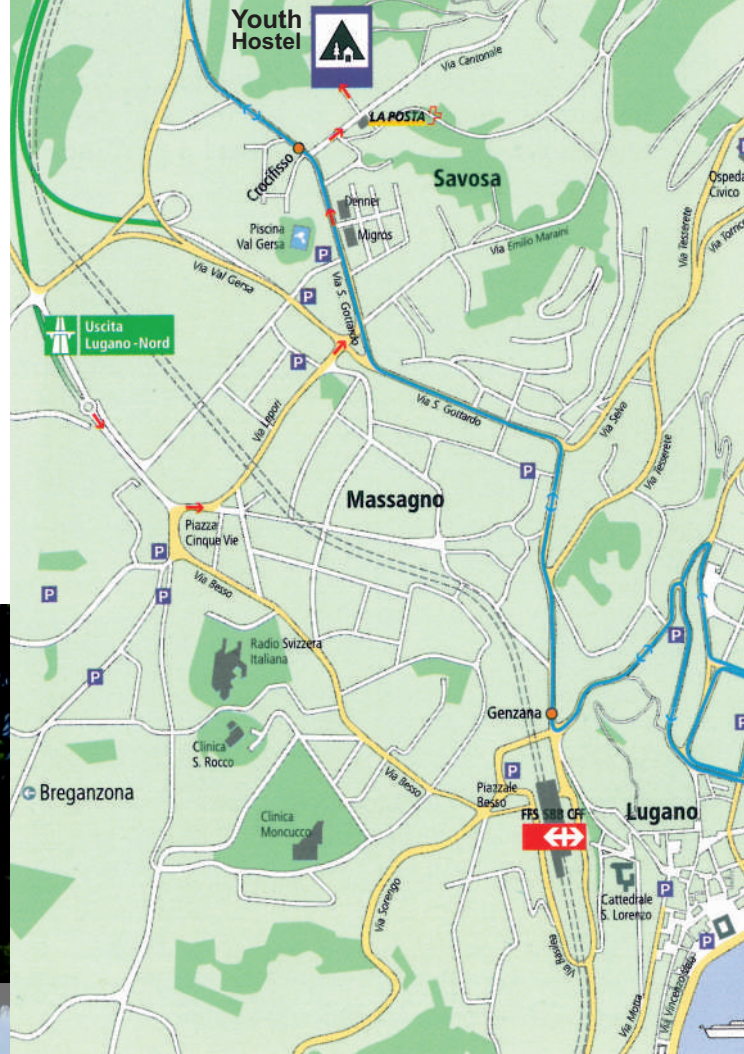 Youth
Hostel
Via Cantonale
LA POSTA
Crocifisso
Savosa
Denner
Migros
Piscina
Val Gersa
P
Via Emilio Maraini
Via Tesserete
Ospeda
Civico
Via Torric
Via Val Gersa
P
Via S. Gottardo
Uscita
Lugano-Nord
P
Via Lepori
Via S. Gottardo
Via Selva
Via Tesserete
P
Massagno
Piazza
Cinque Vie
P
Via Besso
P
P
Radio Svizzera
Italiana
P
P
Genzana
P
Clinica
S. Rocco
Via Besso
P
Piazzale
Besso
Breganzona
Clinica
Moncucco
FFS SBB CFF
Lugano
Cattedrale
S. Lorenzo
P
Via Sorengo
Via Basilea
P
Via Motta